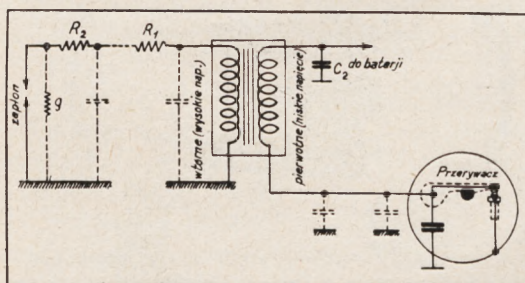 R₂
R₁
zapłon
g
wtórne (wysokie nap.)
pierwotne (niskie napięcie)
C₂ do baterji
Przerywacz